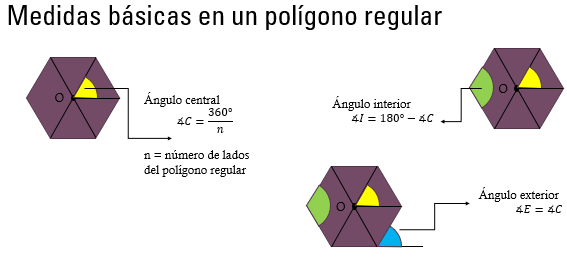 Medidas básicas en un polígono regular
O
Ángulo central
∡C = 360°/n
n = número de lados
del polígono regular
O
Ángulo interior
∡I = 180° − ∡C
O
Ángulo exterior
∡E = ∡C